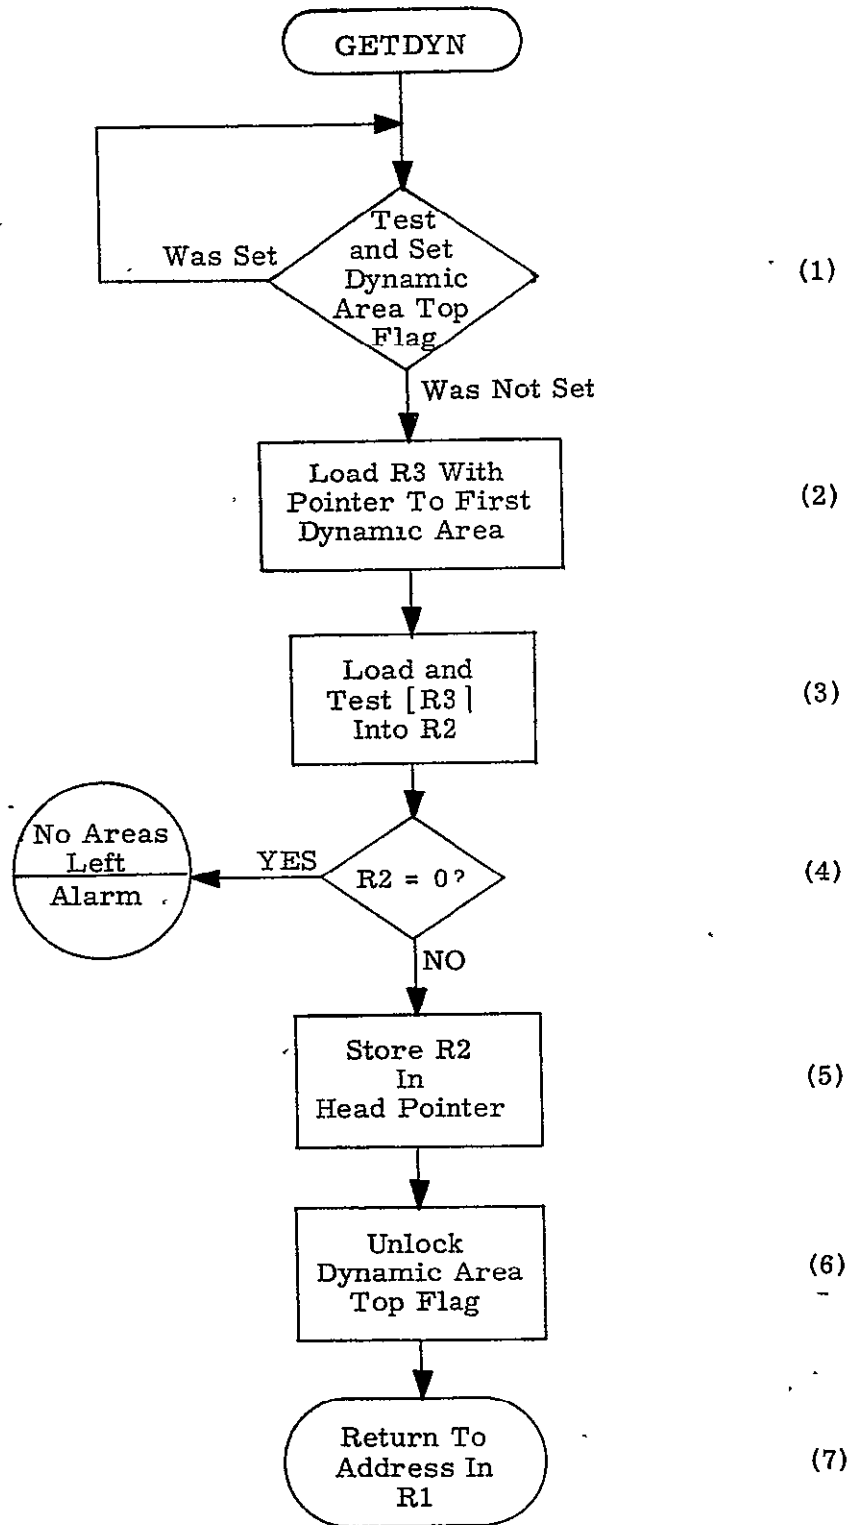 GETDYN
Test
and Set
Dynamic
Area Top
Flag
Was Set
(1)
Was Not Set
Load R3 With
Pointer To First
Dynamic Area
(2)
Load and
Test [R3]
Into R2
(3)
No Areas
Left
Alarm
YES
R2 = 0?
(4)
NO
Store R2
In
Head Pointer
(5)
Unlock
Dynamic Area
Top Flag
(6)
Return To
Address In
R1
(7)